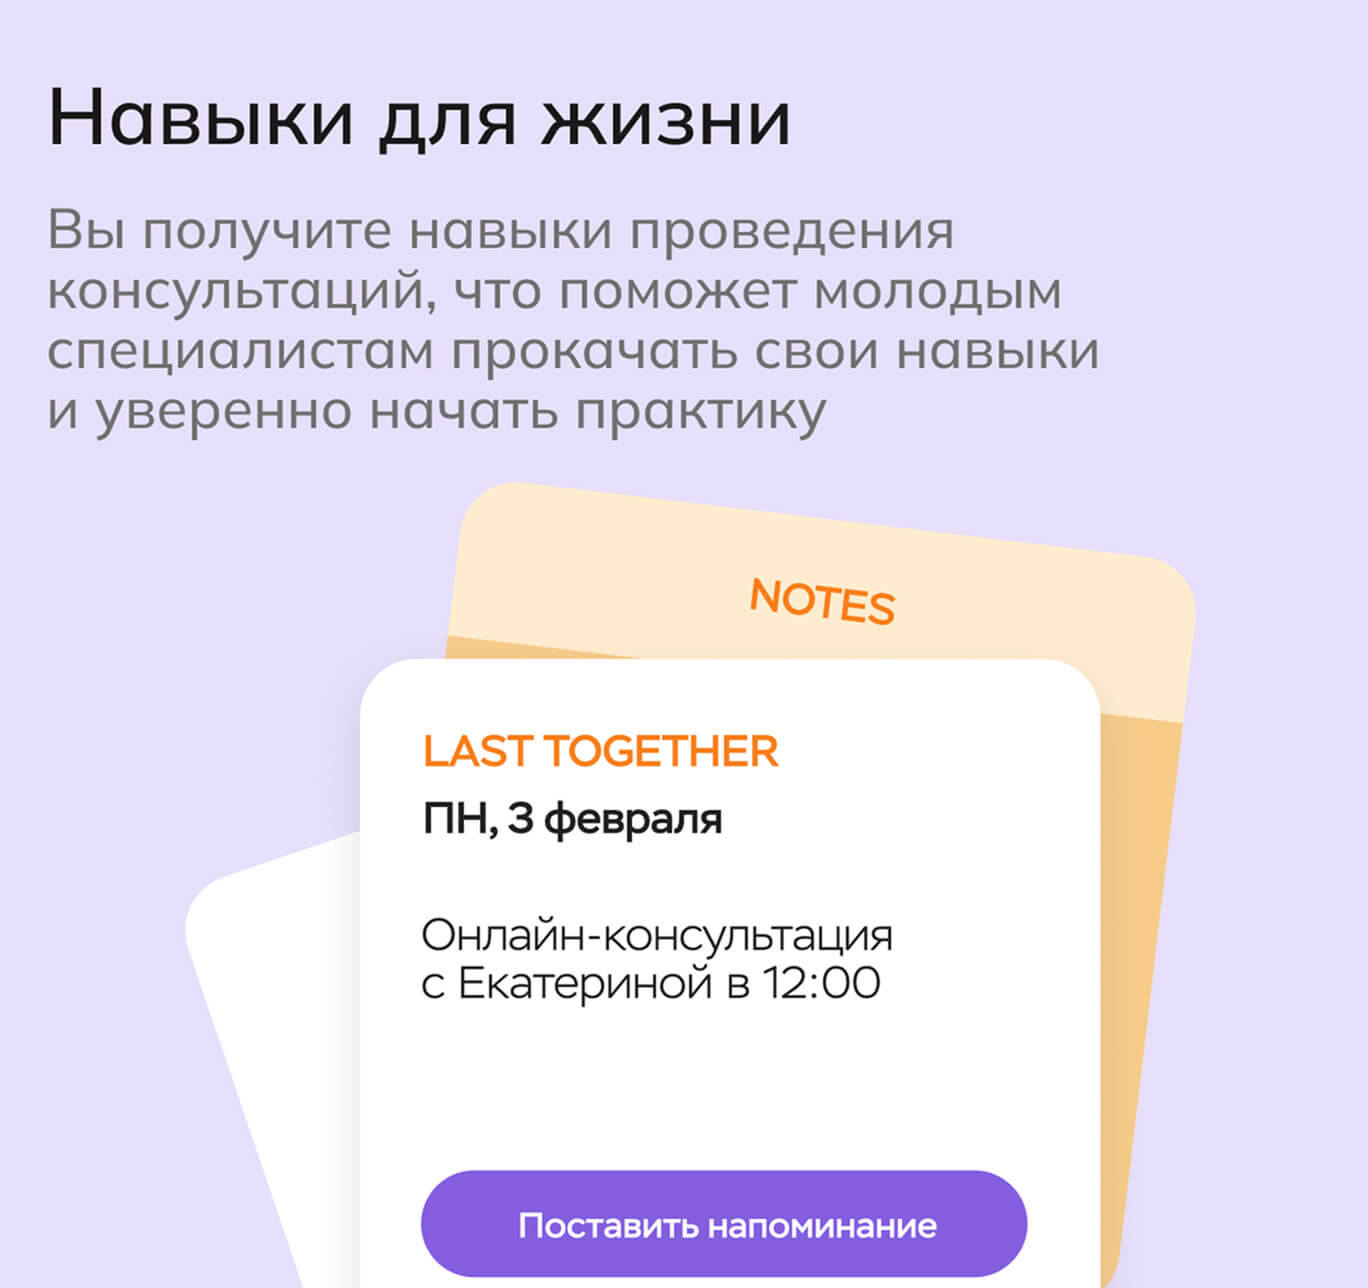 Навыки для жизни
Вы получите навыки проведения
консультаций, что поможет молодым
специалистам прокачать свои навыки
и уверенно начать практику
NOTES
LAST TOGETHER
ПН, 3 февраля
Онлайн-консультация
с Екатериной в 12:00
Поставить напоминание